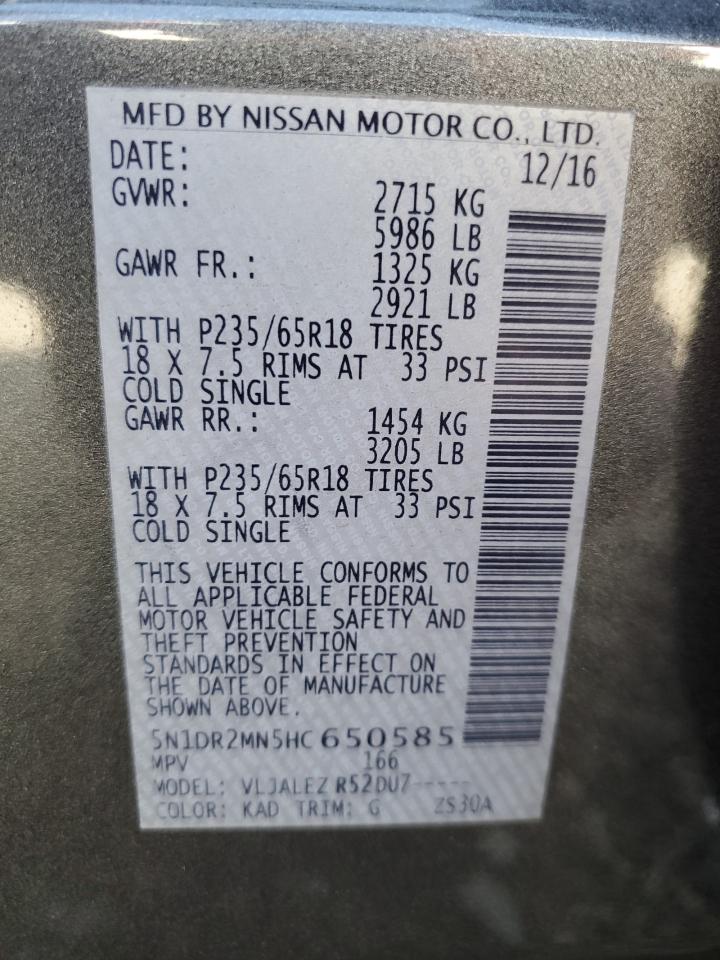 MFD BY NISSAN MOTOR CO., LTD.
DATE: 12/16
GVWR: 2715 KG
5986 LB
GAWR FR.: 1325 KG
2921 LB
WITH P235/65R18 TIRES
18 X 7.5 RIMS AT 33 PSI
COLD SINGLE
GAWR RR.: 1454 KG
3205 LB
WITH P235/65R18 TIRES
18 X 7.5 RIMS AT 33 PSI
COLD SINGLE
THIS VEHICLE CONFORMS TO
ALL APPLICABLE FEDERAL
MOTOR VEHICLE SAFETY AND
THEFT PREVENTION
STANDARDS IN EFFECT ON
THE DATE OF MANUFACTURE
SHOWN ABOVE.
5N1DR2MN5HC 650585
MPV 166
MODEL: VLJALEZ R52DU7-----
COLOR: KAD TRIM: G ZS30A